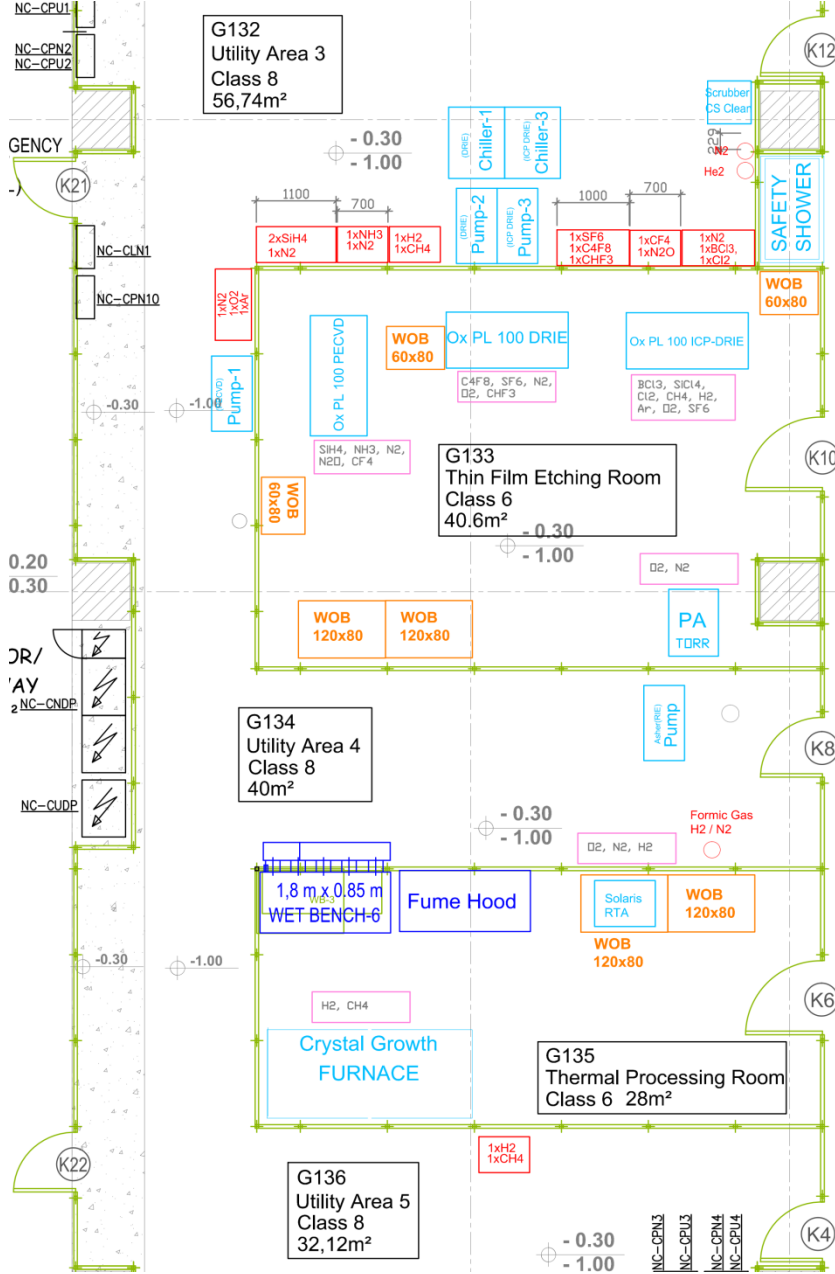 NC-CPU1
NC-CPN2
NC-CPU2
G132
Utility Area 3
Class 8
56,74m²
K12
Scrubber
CS Clean
229
N2
He2
GENCY
K21
- 0.30
- 1.00
(DRIE)
Chiller-1
(ICP DRIE)
Chiller-3
SAFETY
SHOWER
1100
700
(DRIE)
Pump-2
(ICP DRIE)
Pump-3
1000
700
NC-CLN1
2xSiH4
1xN2
1xNH3
1xN2
1xH2
1xCH4
1xSF6
1xC4F8
1xCHF3
1xCF4
1xN2O
1xN2
1xBCl3,
1xCl2
NC-CPN10
1xN2
1xO2
1xAr
WOB
60x80
Ox PL 100 PECVD
WOB
60x80
Ox PL 100 DRIE
Ox PL 100 ICP-DRIE
Pump-1
-0.30
-1.00
C4F8, SF6, N2,
O2, CHF3
BCl3, SiCl4,
Cl2, CH4, H2,
Ar, O2, SF6
SiH4, NH3, N2,
N2O, CF4
G133
Thin Film Etching Room
Class 6
40.6m²
K10
WOB
60x80
- 0.30
- 1.00
0.20
0.30
O2, N2
WOB
120x80
WOB
120x80
PA
TORR
OR/
AY
2
NC-CNDP
G134
Utility Area 4
Class 8
40m²
Asher(RIE)
Pump
K8
NC-CUDP
- 0.30
- 1.00
Formic Gas
H2 / N2
O2, N2, H2
1,8 m x 0.85 m
WB-3
WET BENCH-6
Fume Hood
Solaris
RTA
WOB
120x80
WOB
120x80
-0.30
-1.00
K6
H2, CH4
Crystal Growth
FURNACE
G135
Thermal Processing Room
Class 6 28m²
1xH2
1xCH4
K22
G136
Utility Area 5
Class 8
32,12m²
- 0.30
- 1.00
NC-CPN3
NC-CPU3
NC-CPN4
NC-CPU4
K4